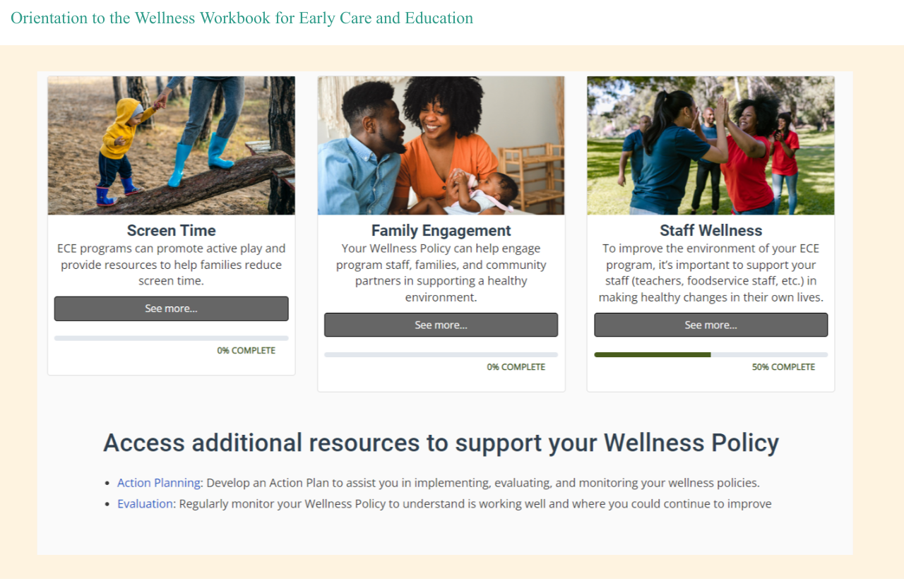 Orientation to the Wellness Workbook for Early Care and Education
Screen Time
ECE programs can promote active play and
provide resources to help families reduce
screen time.
See more...
0% COMPLETE
Family Engagement
Your Wellness Policy can help engage
program staff, families, and community
partners in supporting a healthy
environment.
See more...
0% COMPLETE
Staff Wellness
To improve the environment of your ECE
program, it's important to support your
staff (teachers, foodservice staff, etc.) in
making healthy changes in their own lives.
See more...
50% COMPLETE
Access additional resources to support your Wellness Policy
• Action Planning: Develop an Action Plan to assist you in implementing, evaluating, and monitoring your wellness policies.
• Evaluation: Regularly monitor your Wellness Policy to understand is working well and where you could continue to improve